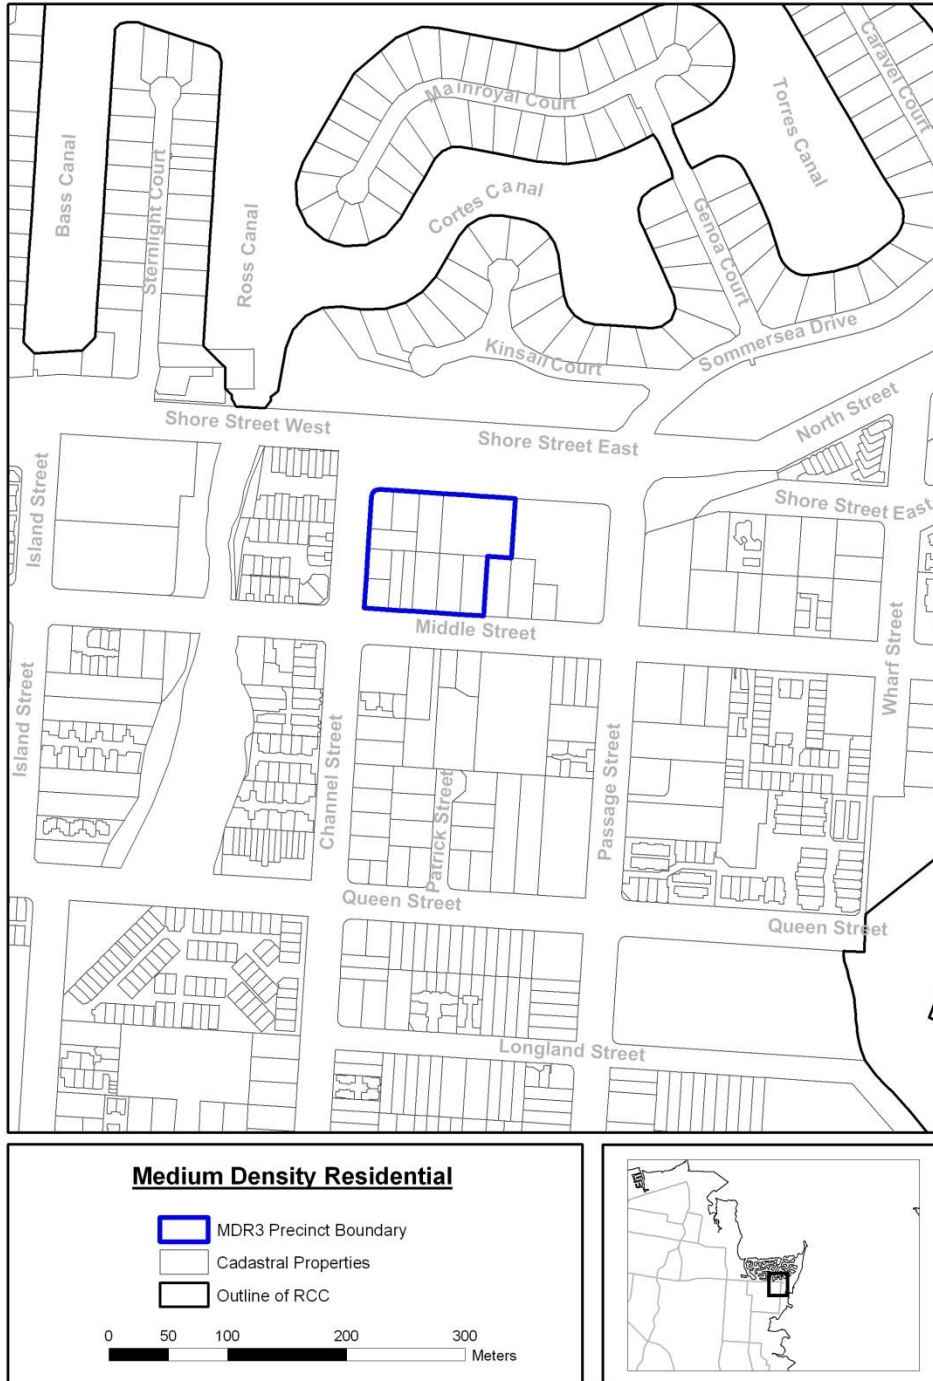 Mainroyal Court
Caravel Court
Torres Canal
Bass Canal
Sternlight Court
Ross Canal
Cortes Canal
Genoa Court
Kinsail Court
Sommersea Drive
Shore Street West
Shore Street East
North Street
Shore Street East
Island Street
Middle Street
Wharf Street
Island Street
Channel Street
Patrick Street
Passage Street
Queen Street
Queen Street
Longland Street
Medium Density Residential
MDR3 Precinct Boundary
Cadastral Properties
Outline of RCC
0 50 100 200 300
Meters